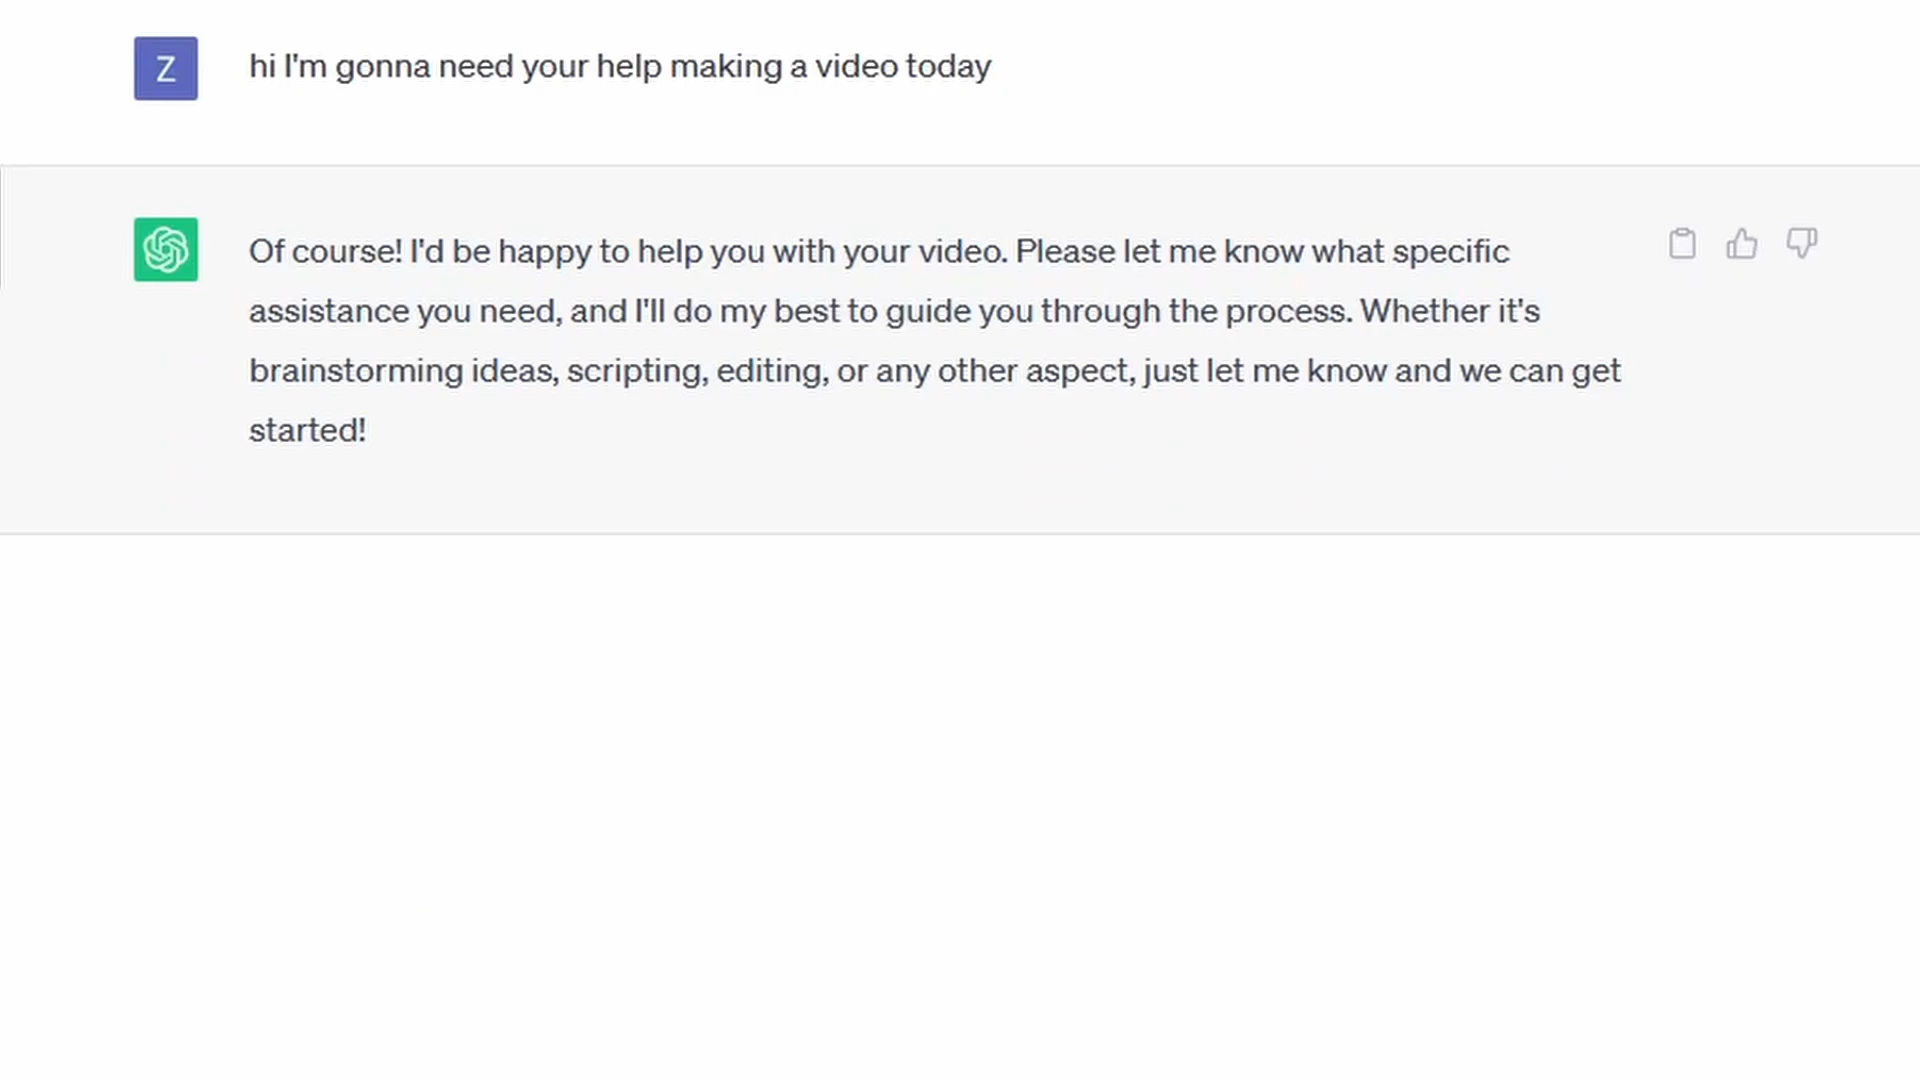 Z
hi I'm gonna need your help making a video today
Of course! I'd be happy to help you with your video. Please let me know what specific
assistance you need, and I'll do my best to guide you through the process. Whether it's
brainstorming ideas, scripting, editing, or any other aspect, just let me know and we can get
started!